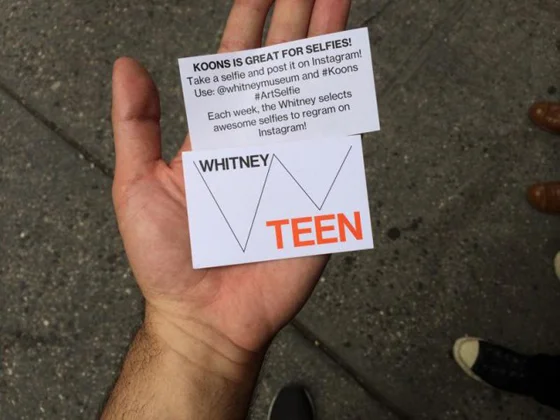 KOONS IS GREAT FOR SELFIES!
Take a selfie and post it on Instagram!
Use: @whitneymuseum and #Koons
#ArtSelfie
Each week, the Whitney selects
awesome selfies to regram on
Instagram!
WHITNEY
TEEN